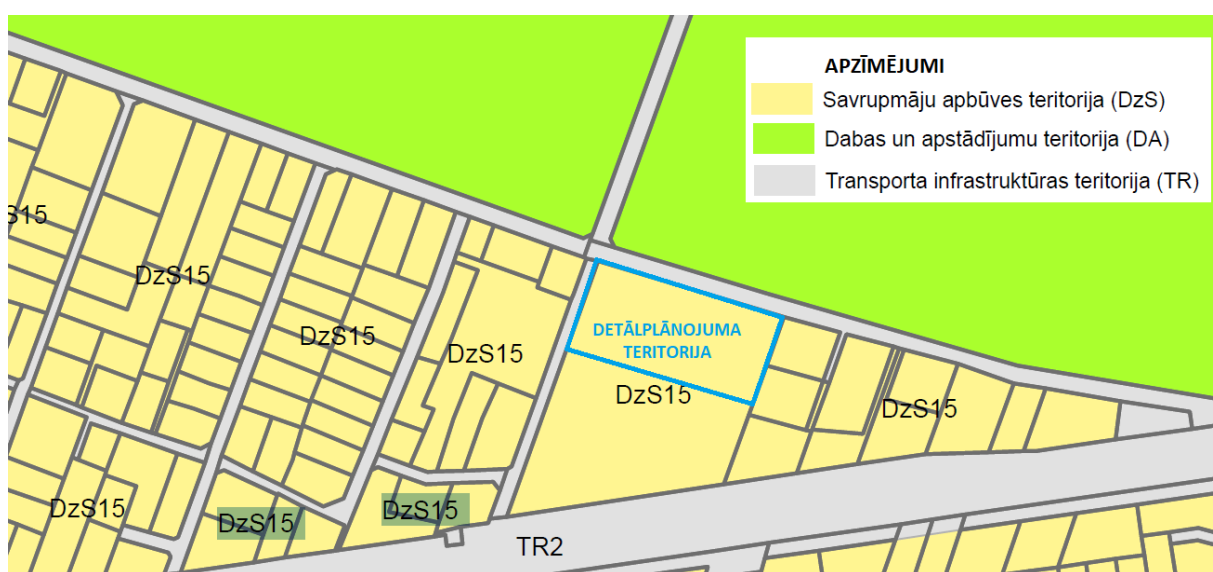 APZĪMĒJUMI
Savrupmāju apbūves teritorija (DzS)
Dabas un apstādījumu teritorija (DA)
Transporta infrastruktūras teritorija (TR)
S15
DzS15
DzS15
DzS15
DETĀLPLĀNOJUMA
TERITORIJA
DzS15
DzS15
DzS15
DzS15
DzS15
TR2